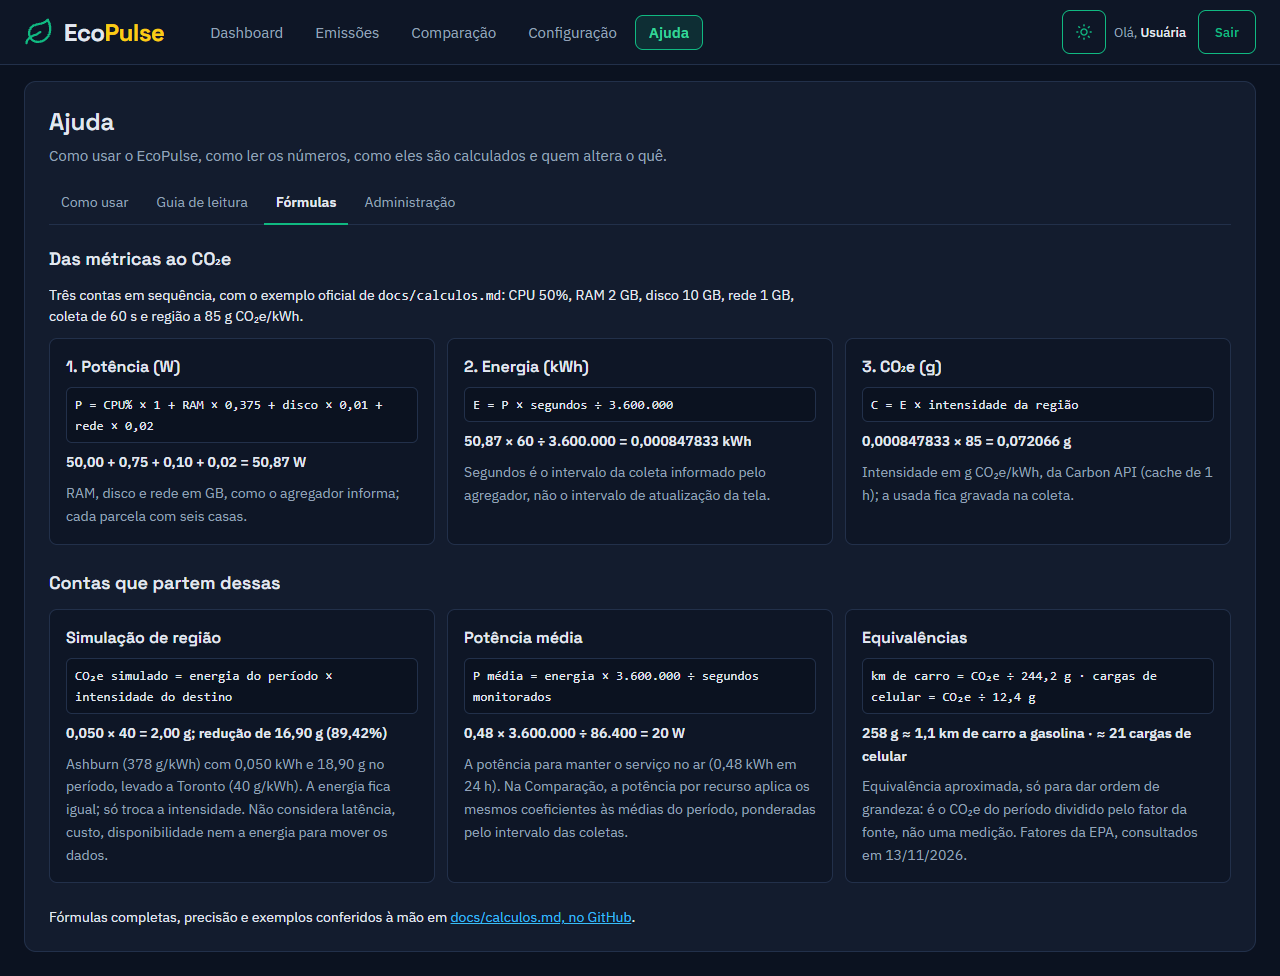 EcoPulse
Dashboard
Emissões
Comparação
Configuração
Ajuda
Olá, Usuária
Sair
Ajuda
Como usar o EcoPulse, como ler os números, como eles são calculados e quem altera o quê.
Como usar
Guia de leitura
Fórmulas
Administração
Das métricas ao CO₂e
Três contas em sequência, com o exemplo oficial de docs/calculos.md: CPU 50%, RAM 2 GB, disco 10 GB, rede 1 GB,
coleta de 60 s e região a 85 g CO₂e/kWh.
1. Potência (W)
P = CPU% × 1 + RAM × 0,375 + disco × 0,01 +
rede × 0,02
50,00 + 0,75 + 0,10 + 0,02 = 50,87 W
RAM, disco e rede em GB, como o agregador informa;
cada parcela com seis casas.
2. Energia (kWh)
E = P × segundos ÷ 3.600.000
50,87 × 60 ÷ 3.600.000 = 0,000847833 kWh
Segundos é o intervalo da coleta informado pelo
agregador, não o intervalo de atualização da tela.
3. CO₂e (g)
C = E × intensidade da região
0,000847833 × 85 = 0,072066 g
Intensidade em g CO₂e/kWh, da Carbon API (cache de 1
h); a usada fica gravada na coleta.
Contas que partem dessas
Simulação de região
CO₂e simulado = energia do período ×
intensidade do destino
0,050 × 40 = 2,00 g; redução de 16,90 g (89,42%)
Ashburn (378 g/kWh) com 0,050 kWh e 18,90 g no
período, levado a Toronto (40 g/kWh). A energia fica
igual; só troca a intensidade. Não considera latência,
custo, disponibilidade nem a energia para mover os
dados.
Potência média
P média = energia × 3.600.000 ÷ segundos
monitorados
0,48 × 3.600.000 ÷ 86.400 = 20 W
A potência para manter o serviço no ar (0,48 kWh em
24 h). Na Comparação, a potência por recurso aplica os
mesmos coeficientes às médias do período, ponderadas
pelo intervalo das coletas.
Equivalências
km de carro = CO₂e ÷ 244,2 g · cargas de
celular = CO₂e ÷ 12,4 g
258 g ≈ 1,1 km de carro a gasolina · ≈ 21 cargas de
celular
Equivalência aproximada, só para dar ordem de
grandeza: é o CO₂e do período dividido pelo fator da
fonte, não uma medição. Fatores da EPA, consultados
em 13/11/2026.
Fórmulas completas, precisão e exemplos conferidos à mão em docs/calculos.md, no GitHub.